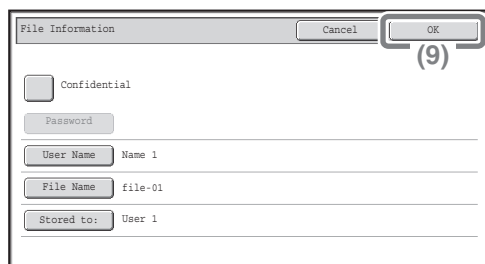 File Information Cancel OK
(9)
Confidential
Password
User Name Name 1
File Name file-01
Stored to: User 1